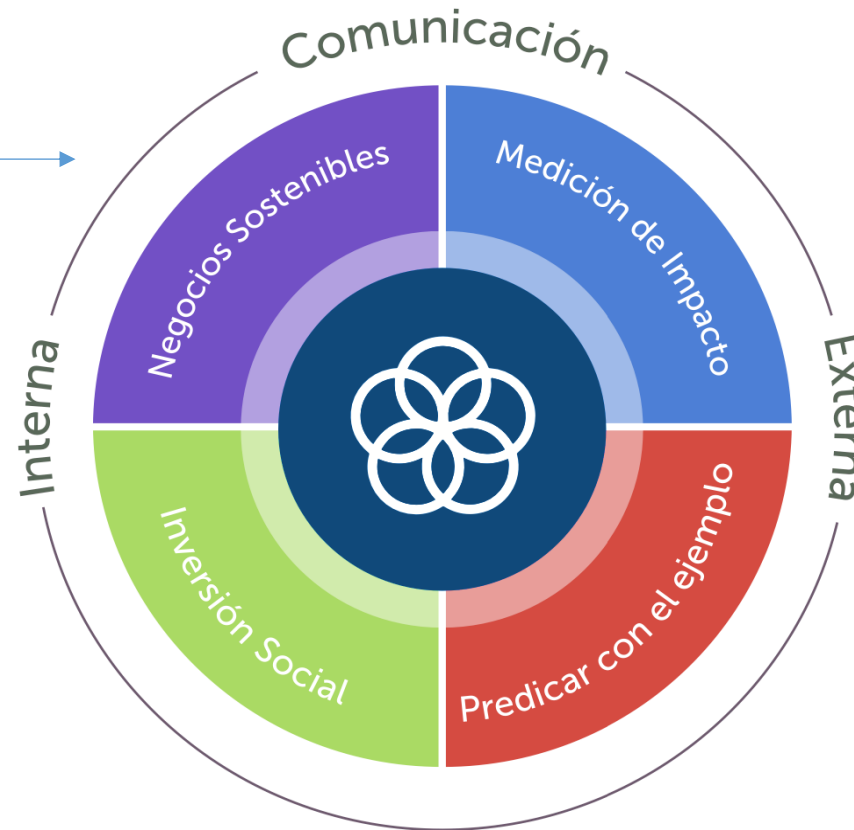 Comunicación
Negocios Sostenibles
Medición de Impacto
Interna
Externa
Inversión Social
Predicar con el ejemplo